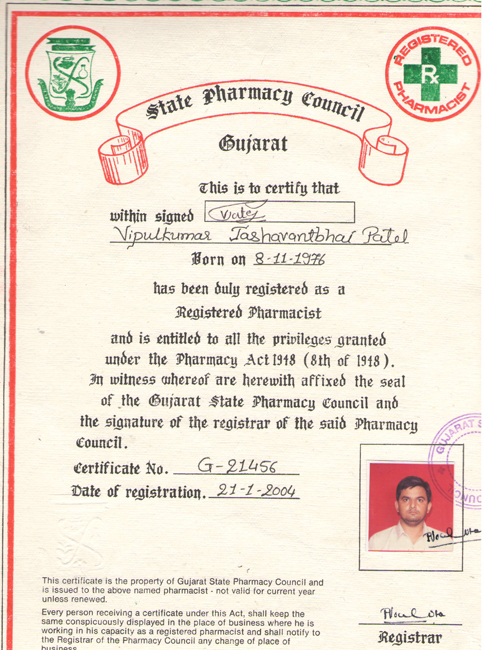 REGISTERED
Rx
PHARMACIST
State Pharmacy Council
Gujarat
This is to certify that
within signed
Vipulkumar Jashavantbhai Patel
Born on 8-11-1976
has been duly registered as a
Registered Pharmacist
and is entitled to all the privileges granted
under the Pharmacy Act 1948 (8th of 1948).
In witness whereof are herewith affixed the seal
of the Gujarat State Pharmacy Council and
the signature of the registrar of the said Pharmacy
Council.
GUJARAT S
Certificate No. G-21456
Date of registration. 21-1-2004
This certificate is the property of Gujarat State Pharmacy Council and
is issued to the above named pharmacist - not valid for current year
unless renewed.
Every person receiving a certificate under this Act, shall keep the
same conspicuously displayed in the place of business where he is
working in his capacity as a registered pharmacist and shall notify to
the Registrar of the Pharmacy Council any change of place of
business
Registrar